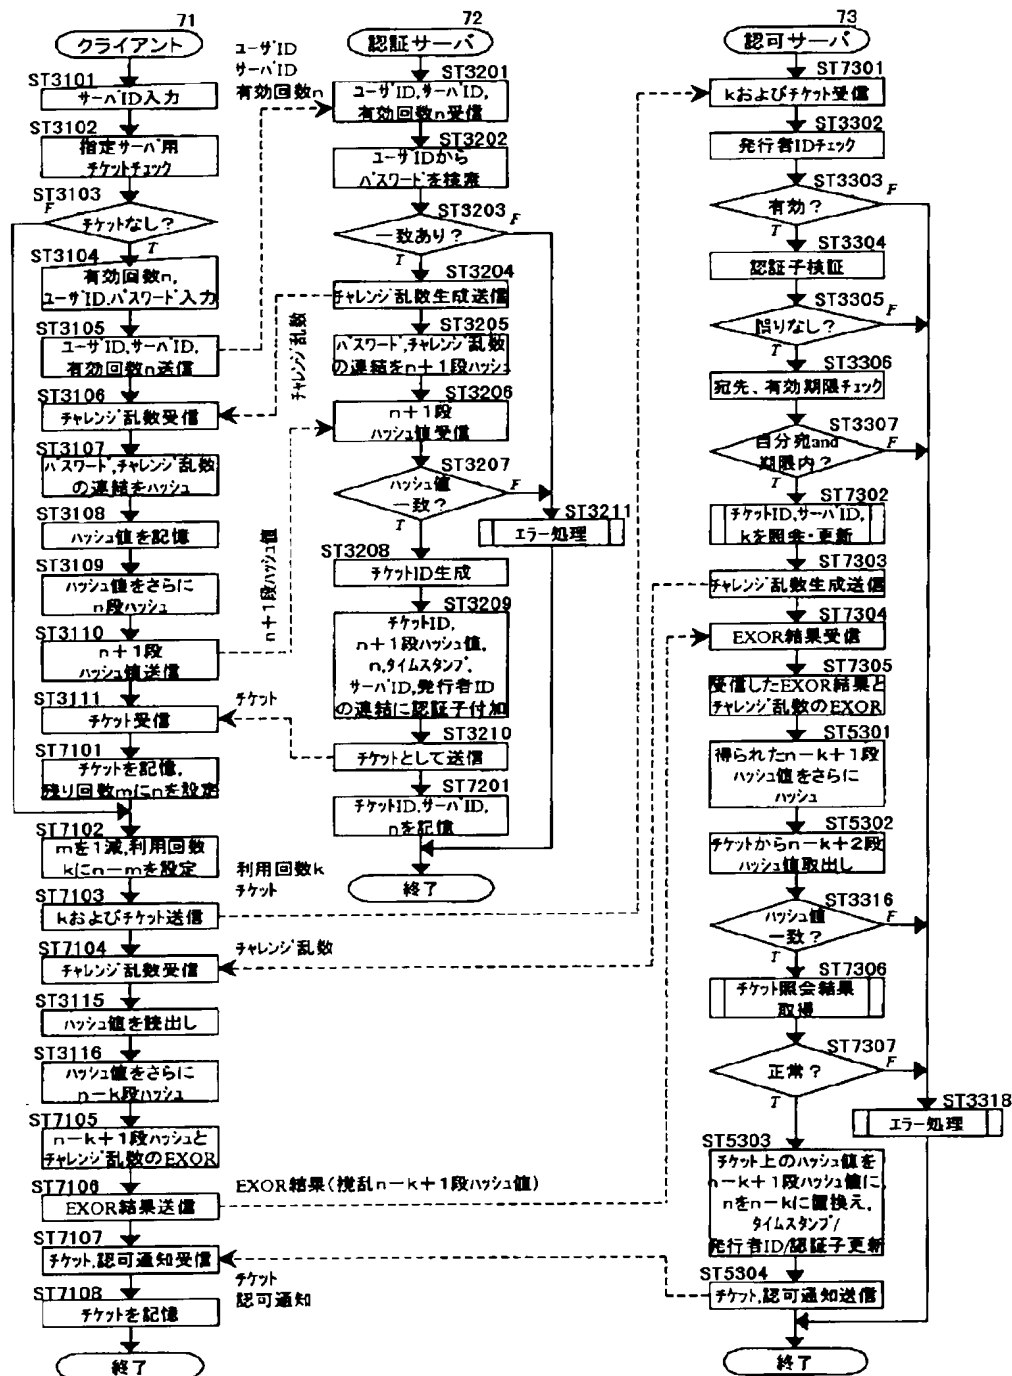 71
クライアント
ST3101
サーバID入力
ST3102
指定サーバ用
チケットチェック
ST3103
F
チケットなし?
T
ST3104
有効回数n,
ユーザID,パスワード入力
ST3105
ユーザID,サーバID,
有効回数n送信
ST3106
チャレンジ乱数受信
ST3107
パスワード,チャレンジ乱数
の連結をハッシュ
ST3108
ハッシュ値を記憶
ST3109
ハッシュ値をさらに
n段ハッシュ
ST3110
n+1段
ハッシュ値送信
ST3111
チケット受信
ST7101
チケットを記憶,
残り回数mにnを設定
ST7102
mを1減,利用回数
kにn-mを設定
ST7103
kおよびチケット送信
ST7104
チャレンジ乱数受信
ST3115
ハッシュ値を読出し
ST3116
ハッシュ値をさらに
n-k段ハッシュ
ST7105
n-k+1段ハッシュと
チャレンジ乱数のEXOR
ST7106
EXOR結果送信
ST7107
チケット,認可通知受信
ST7108
チケットを記憶
終了
ユーザID
サーバID
有効回数n
チャレンジ乱数
n+1段ハッシュ値
チケット
利用回数k
チケット
チャレンジ乱数
EXOR結果(撹乱n-k+1段ハッシュ値)
チケット
認可通知
72
認証サーバ
ST3201
ユーザID,サーバID,
有効回数n受信
ST3202
ユーザIDから
パスワードを検索
ST3203
F
一致あり?
T
ST3204
チャレンジ乱数生成送信
ST3205
パスワード,チャレンジ乱数
の連結をn+1段ハッシュ
ST3206
n+1段
ハッシュ値受信
ST3207
ハッシュ値
一致?
F
T
ST3211
エラー処理
ST3208
チケットID生成
ST3209
チケットID,
n+1段ハッシュ値,
n,タイムスタンプ,
サーバID,発行者ID
の連結に認証子付加
ST3210
チケットとして送信
ST7201
チケットID,サーバID,
nを記憶
終了
73
認可サーバ
ST7301
kおよびチケット受信
ST3302
発行者IDチェック
ST3303
F
有効?
T
ST3304
認証子検証
ST3305
F
誤りなし?
T
ST3306
宛先、有効期限チェック
ST3307
自分宛and
期限内?
F
T
ST7302
チケットID,サーバID,
kを照会・更新
ST7303
チャレンジ乱数生成送信
ST7304
EXOR結果受信
ST7305
受信したEXOR結果と
チャレンジ乱数のEXOR
ST5301
得られたn-k+1段
ハッシュ値をさらに
ハッシュ
ST5302
チケットからn-k+2段
ハッシュ値取出し
ST3316
ハッシュ値
一致?
F
T
ST7306
チケット照会結果
取得
ST7307
正常?
F
T
ST3318
エラー処理
ST5303
チケット上のハッシュ値を
n-k+1段ハッシュ値に,
nをn-kに置換え,
タイムスタンプ/
発行者ID/認証子更新
ST5304
チケット,認可通知送信
終了